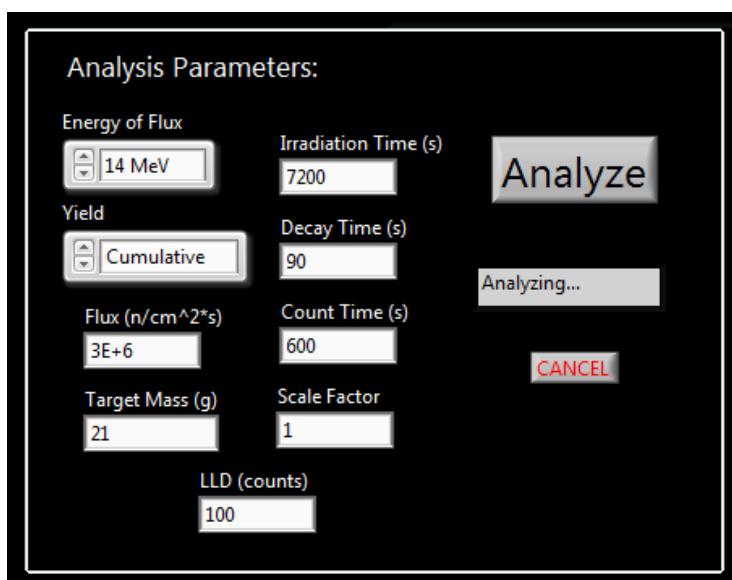 Analysis Parameters:
Energy of Flux
14 MeV
Yield
Cumulative
Flux (n/cm^2*s)
3E+6
Target Mass (g)
21
LLD (counts)
100
Irradiation Time (s)
7200
Decay Time (s)
90
Count Time (s)
600
Scale Factor
1
Analyze
Analyzing...
CANCEL